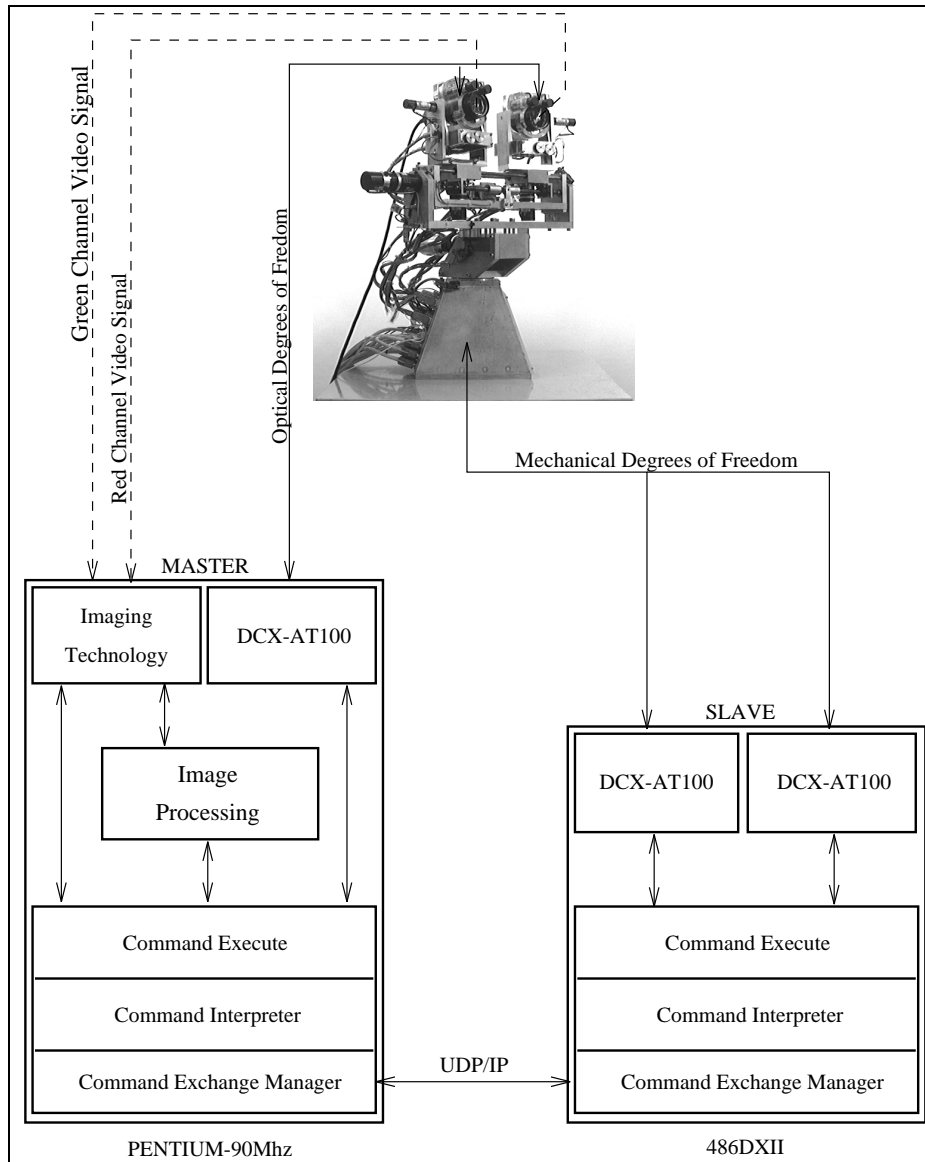 Green Channel Video Signal
Red Channel Video Signal
Optical Degrees of Fredom
Mechanical Degrees of Freedom
MASTER
Imaging
Technology
DCX-AT100
Image
Processing
Command Execute
Command Interpreter
Command Exchange Manager
PENTIUM-90Mhz
UDP/IP
SLAVE
DCX-AT100
DCX-AT100
Command Execute
Command Interpreter
Command Exchange Manager
486DXII